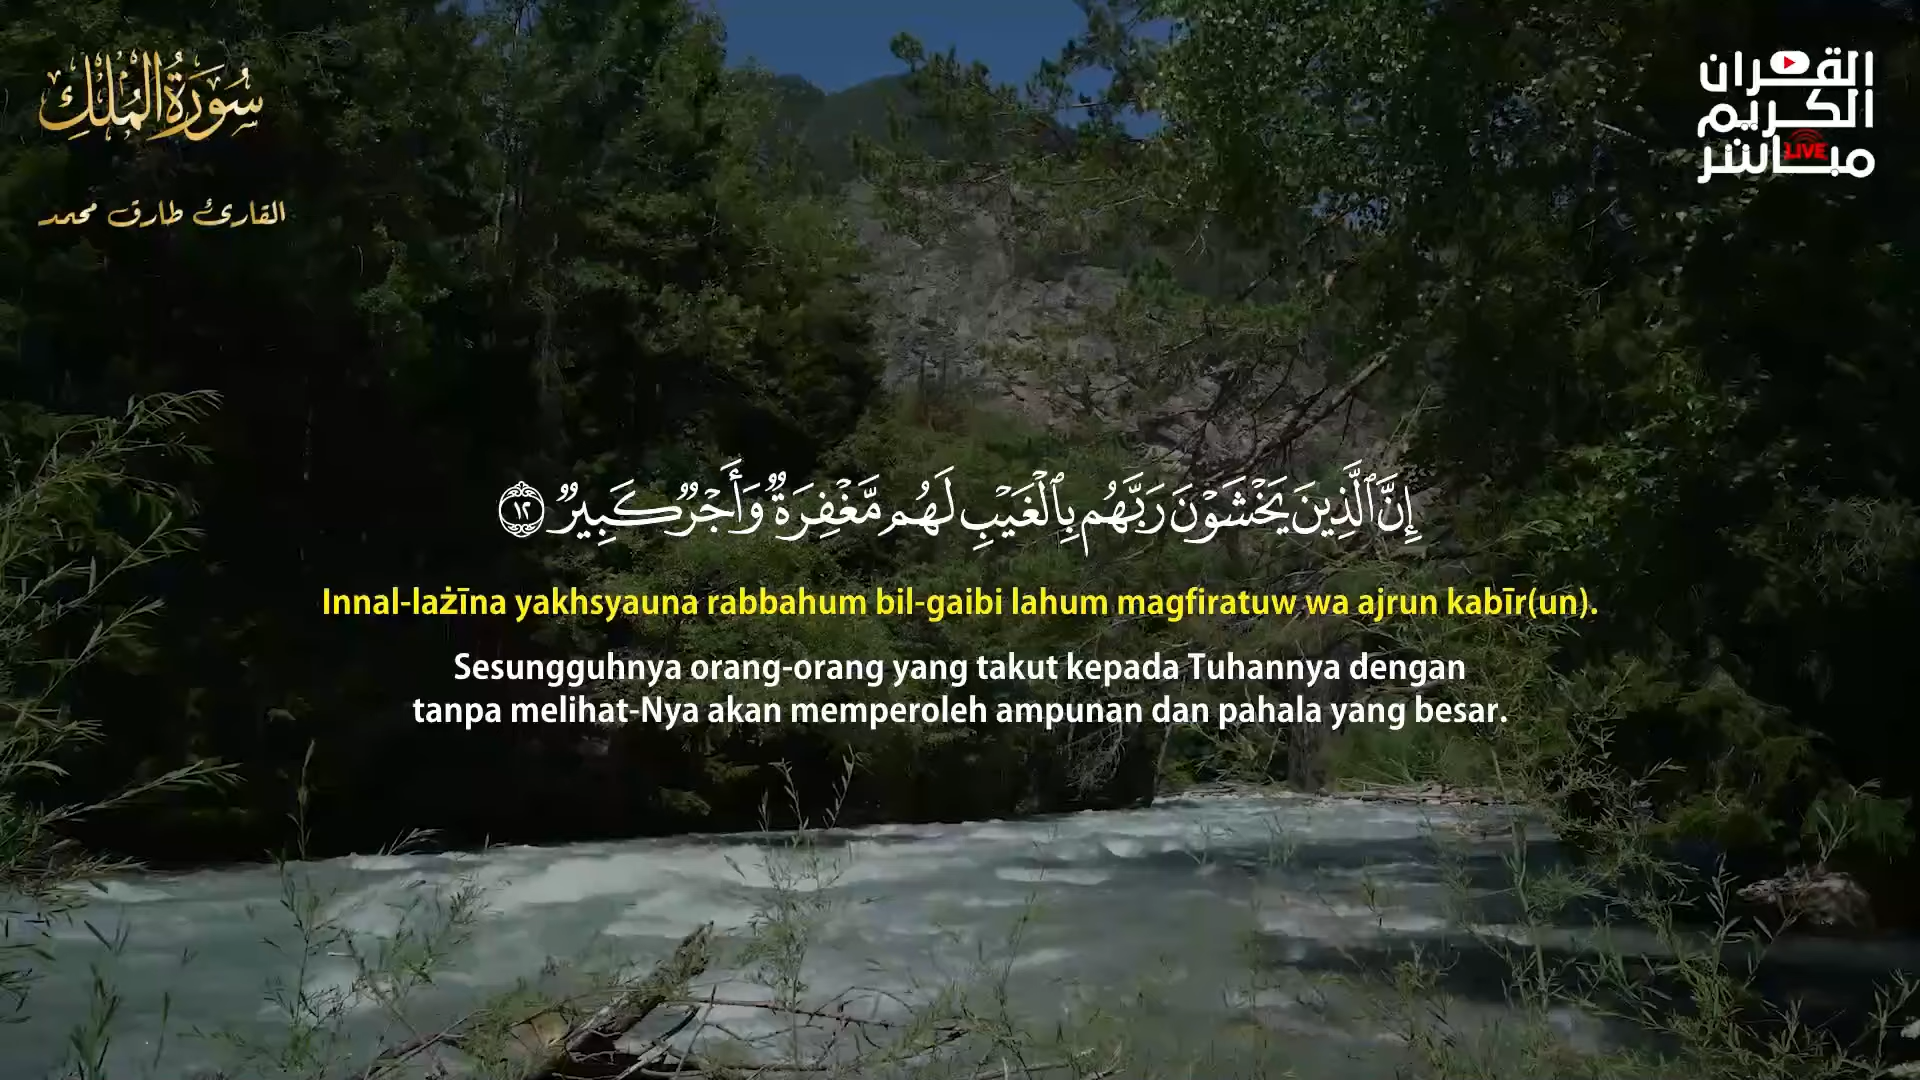 سُورَةُ الْمُلْكِ
القارئ طارق محمد
القرآن
الكريم
مباشر
LIVE
إِنَّ ٱلَّذِينَ يَخْشَوْنَ رَبَّهُم بِٱلْغَيْبِ لَهُم مَّغْفِرَةٌ وَأَجْرٌ كَبِيرٌ ١٢
Innal-lażīna yakhsyauna rabbahum bil-gaibi lahum magfiratuw wa ajrun kabīr(un).
Sesungguhnya orang-orang yang takut kepada Tuhannya dengan
tanpa melihat-Nya akan memperoleh ampunan dan pahala yang besar.